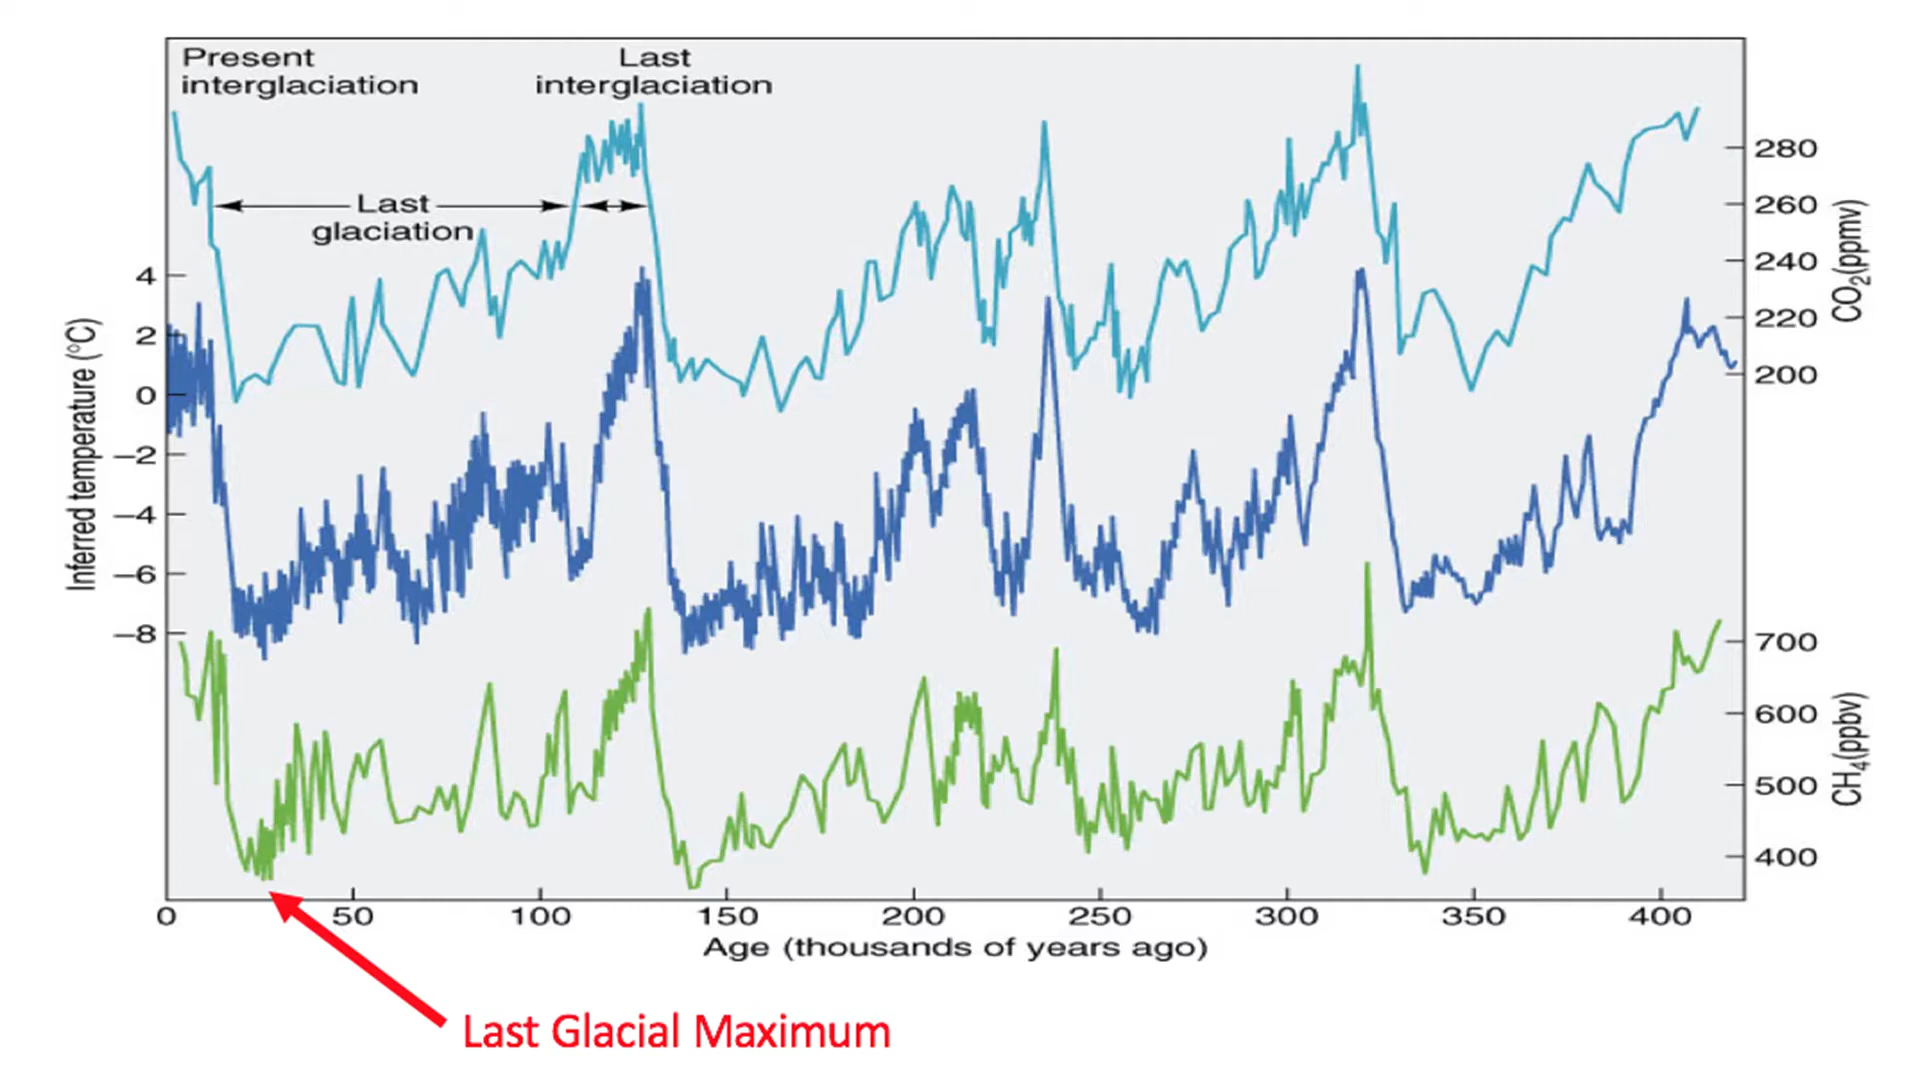 Present
interglaciation
Last
interglaciation
Last
glaciation
Inferred temperature (°C)
4
2
0
–2
–4
–6
–8
280
260
240
220
200
CO₂(ppmv)
700
600
500
400
CH₄(ppbv)
0 50 100 150 200 250 300 350 400
Age (thousands of years ago)
Last Glacial Maximum